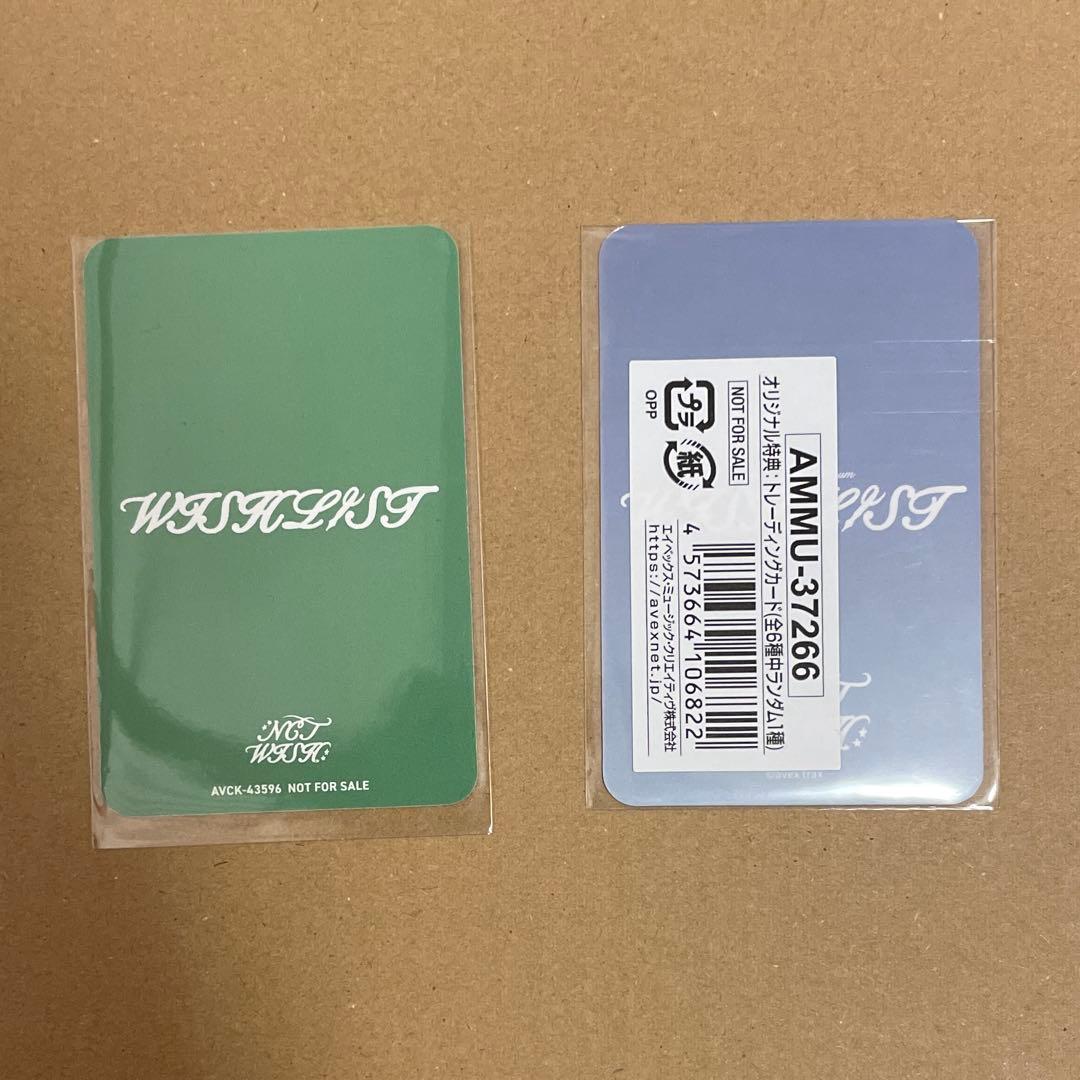 WISHLIST
NCT
WISH
AVCK-43596 NOT FOR SALE
AMMU-37266
オリジナル特典：トレーディングカード(全6種中ランダム1種)
NOT FOR SALE
プラ
OPP
紙
4 573664 106822
エイベックス・ミュージック・クリエイティヴ株式会社
https://avexnet.jp/
©avex trax